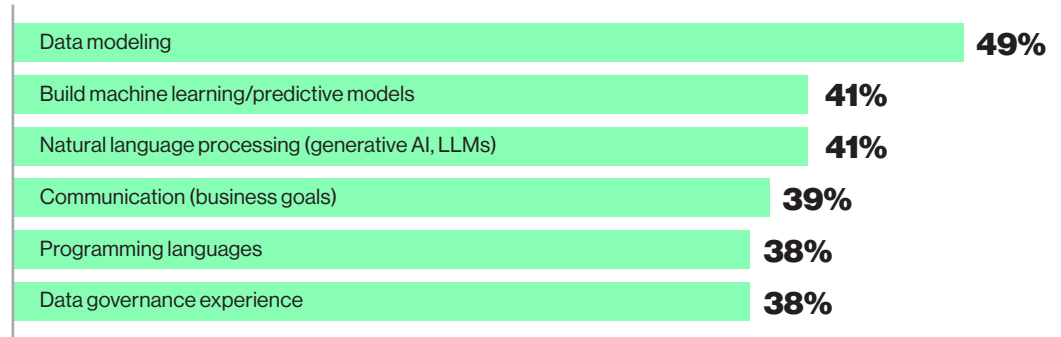 Data modeling 49%
Build machine learning/predictive models 41%
Natural language processing (generative AI, LLMs) 41%
Communication (business goals) 39%
Programming languages 38%
Data governance experience 38%